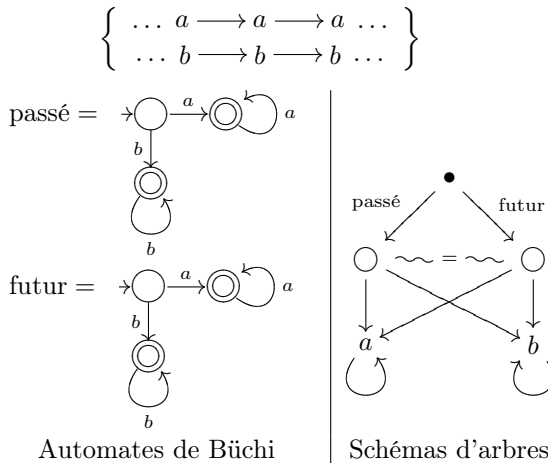 { … a → a → a … }
{ … b → b → b … }
passé =
a
a
b
b
futur =
a
a
b
b
passé
futur
=
a
b
Automates de Büchi
Schémas d'arbres